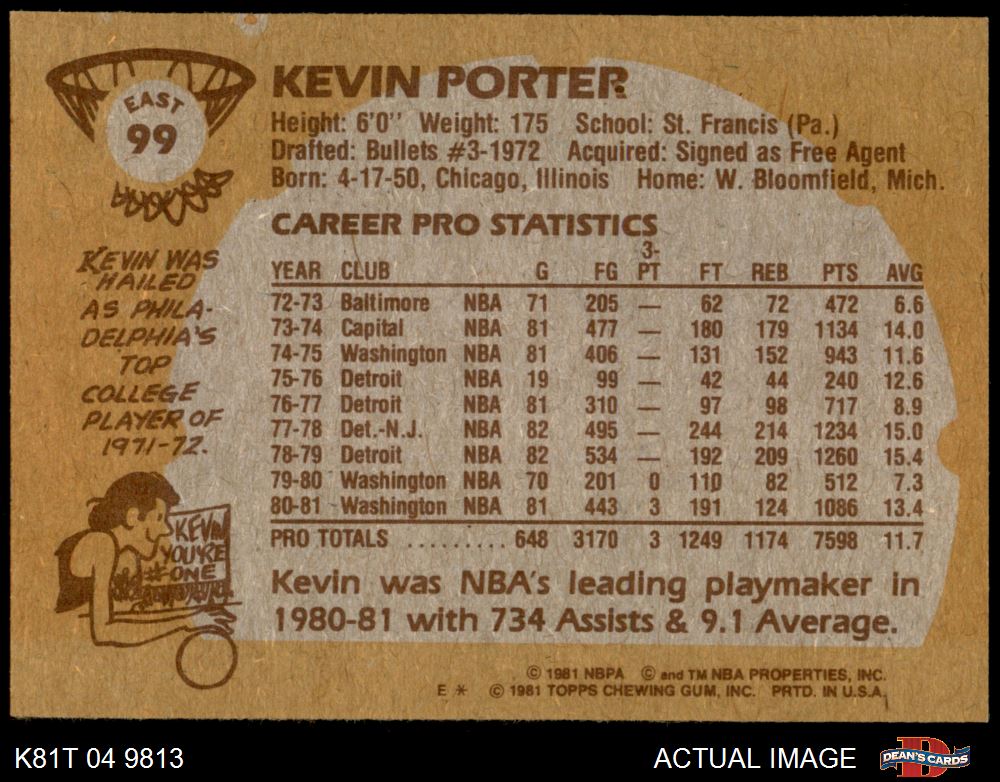 EAST
99
KEVIN PORTER
Height: 6'0" Weight: 175 School: St. Francis (Pa.)
Drafted: Bullets #3-1972 Acquired: Signed as Free Agent
Born: 4-17-50, Chicago, Illinois Home: W. Bloomfield, Mich.
CAREER PRO STATISTICS
YEAR CLUB G FG 3-PT FT REB PTS AVG
72-73 Baltimore NBA 71 205 — 62 72 472 6.6
73-74 Capital NBA 81 477 — 180 179 1134 14.0
74-75 Washington NBA 81 406 — 131 152 943 11.6
75-76 Detroit NBA 19 99 — 42 44 240 12.6
76-77 Detroit NBA 81 310 — 97 98 717 8.9
77-78 Det.-N.J. NBA 82 495 — 244 214 1234 15.0
78-79 Detroit NBA 82 534 — 192 209 1260 15.4
79-80 Washington NBA 70 201 0 110 82 512 7.3
80-81 Washington NBA 81 443 3 191 124 1086 13.4
PRO TOTALS ......... 648 3170 3 1249 1174 7598 11.7
Kevin was NBA's leading playmaker in
1980-81 with 734 Assists & 9.1 Average.
KEVIN WAS
HAILED
AS PHILA-
DELPHIA'S
TOP
COLLEGE
PLAYER OF
1971-72.
KEVIN
YOU'RE
#ONE
© 1981 NBPA © and TM NBA PROPERTIES, INC.
E * © 1981 TOPPS CHEWING GUM, INC. PRTD. IN U.S.A.
K81T 04 9813
ACTUAL IMAGE
DEAN'S CARDS